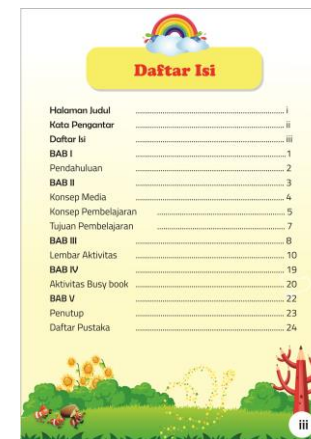 Daftar Isi
Halaman Judul ........ i
Kata Pengantar ........ ii
Daftar Isi ........ iii
BAB I ........ 1
Pendahuluan ........ 2
BAB II ........ 3
Konsep Media ........ 4
Konsep Pembelajaran ........ 5
Tujuan Pembelajaran ........ 7
BAB III ........ 8
Lembar Aktivitas ........ 10
BAB IV ........ 19
Aktivitas Busy book ........ 20
BAB V ........ 22
Penutup ........ 23
Daftar Pustaka ........ 24
iii